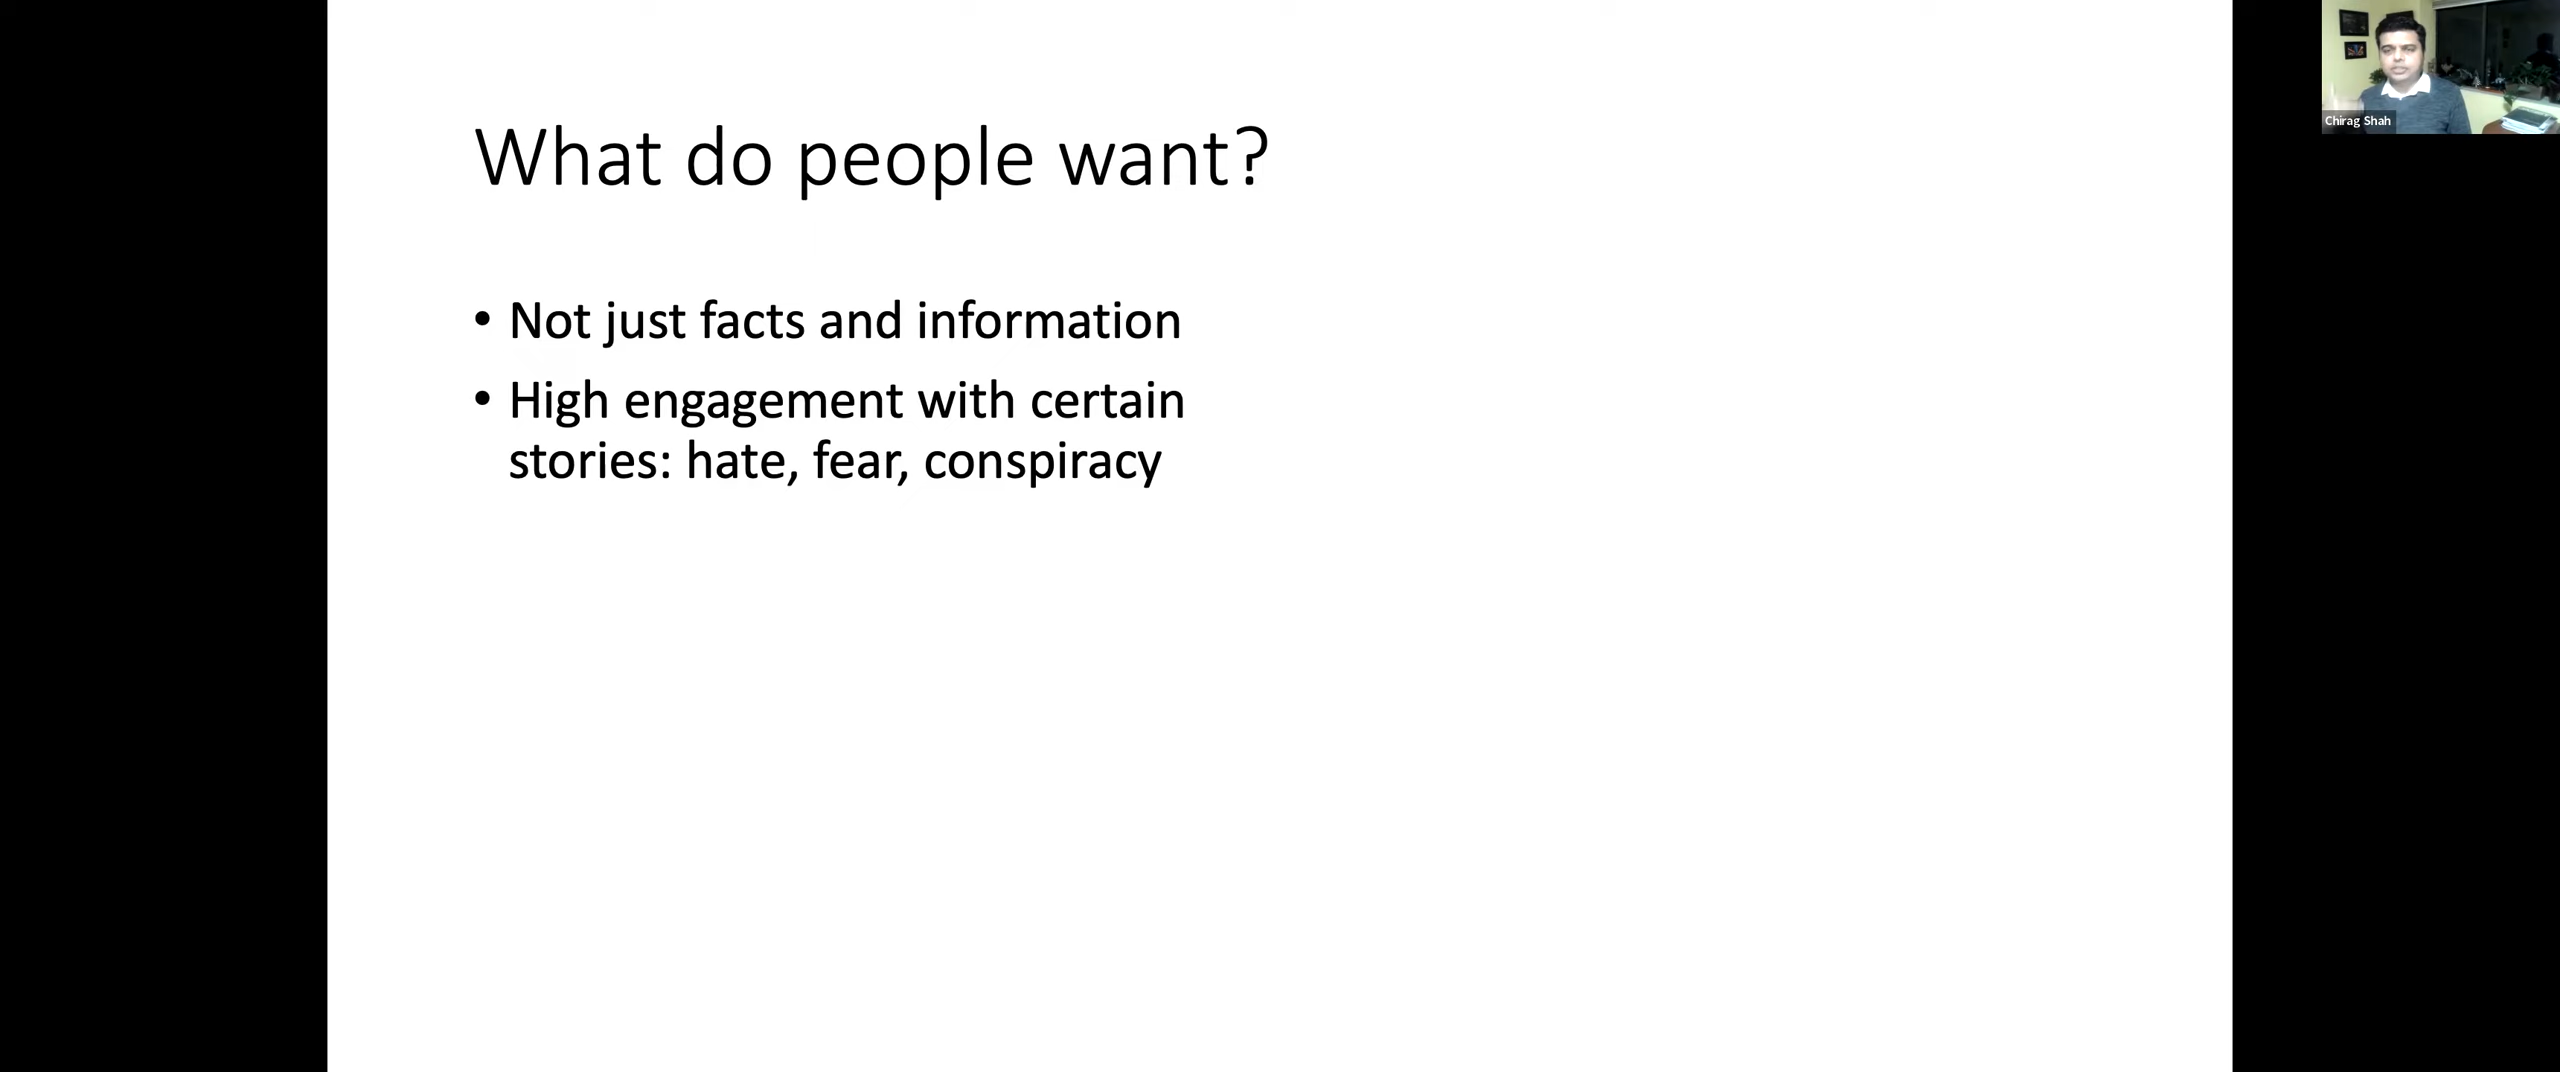 What do people want?
• Not just facts and information
• High engagement with certain
stories: hate, fear, conspiracy
Chirag Shah